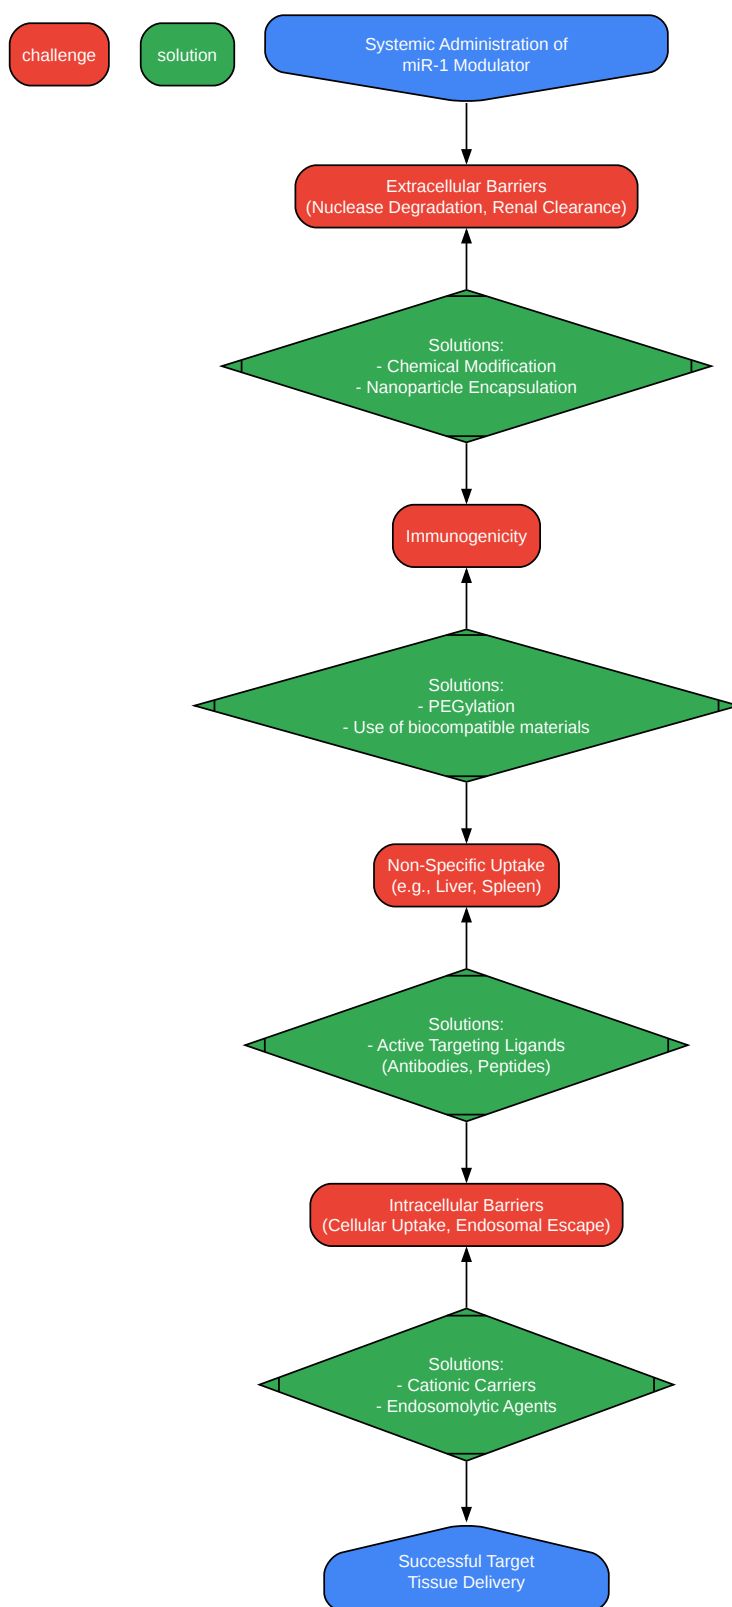 challenge
solution
Systemic Administration of
miR-1 Modulator
Extracellular Barriers
(Nuclease Degradation, Renal Clearance)
Solutions:
- Chemical Modification
- Nanoparticle Encapsulation
Immunogenicity
Solutions:
- PEGylation
- Use of biocompatible materials
Non-Specific Uptake
(e.g., Liver, Spleen)
Solutions:
- Active Targeting Ligands
(Antibodies, Peptides)
Intracellular Barriers
(Cellular Uptake, Endosomal Escape)
Solutions:
- Cationic Carriers
- Endosomolytic Agents
Successful Target
Tissue Delivery